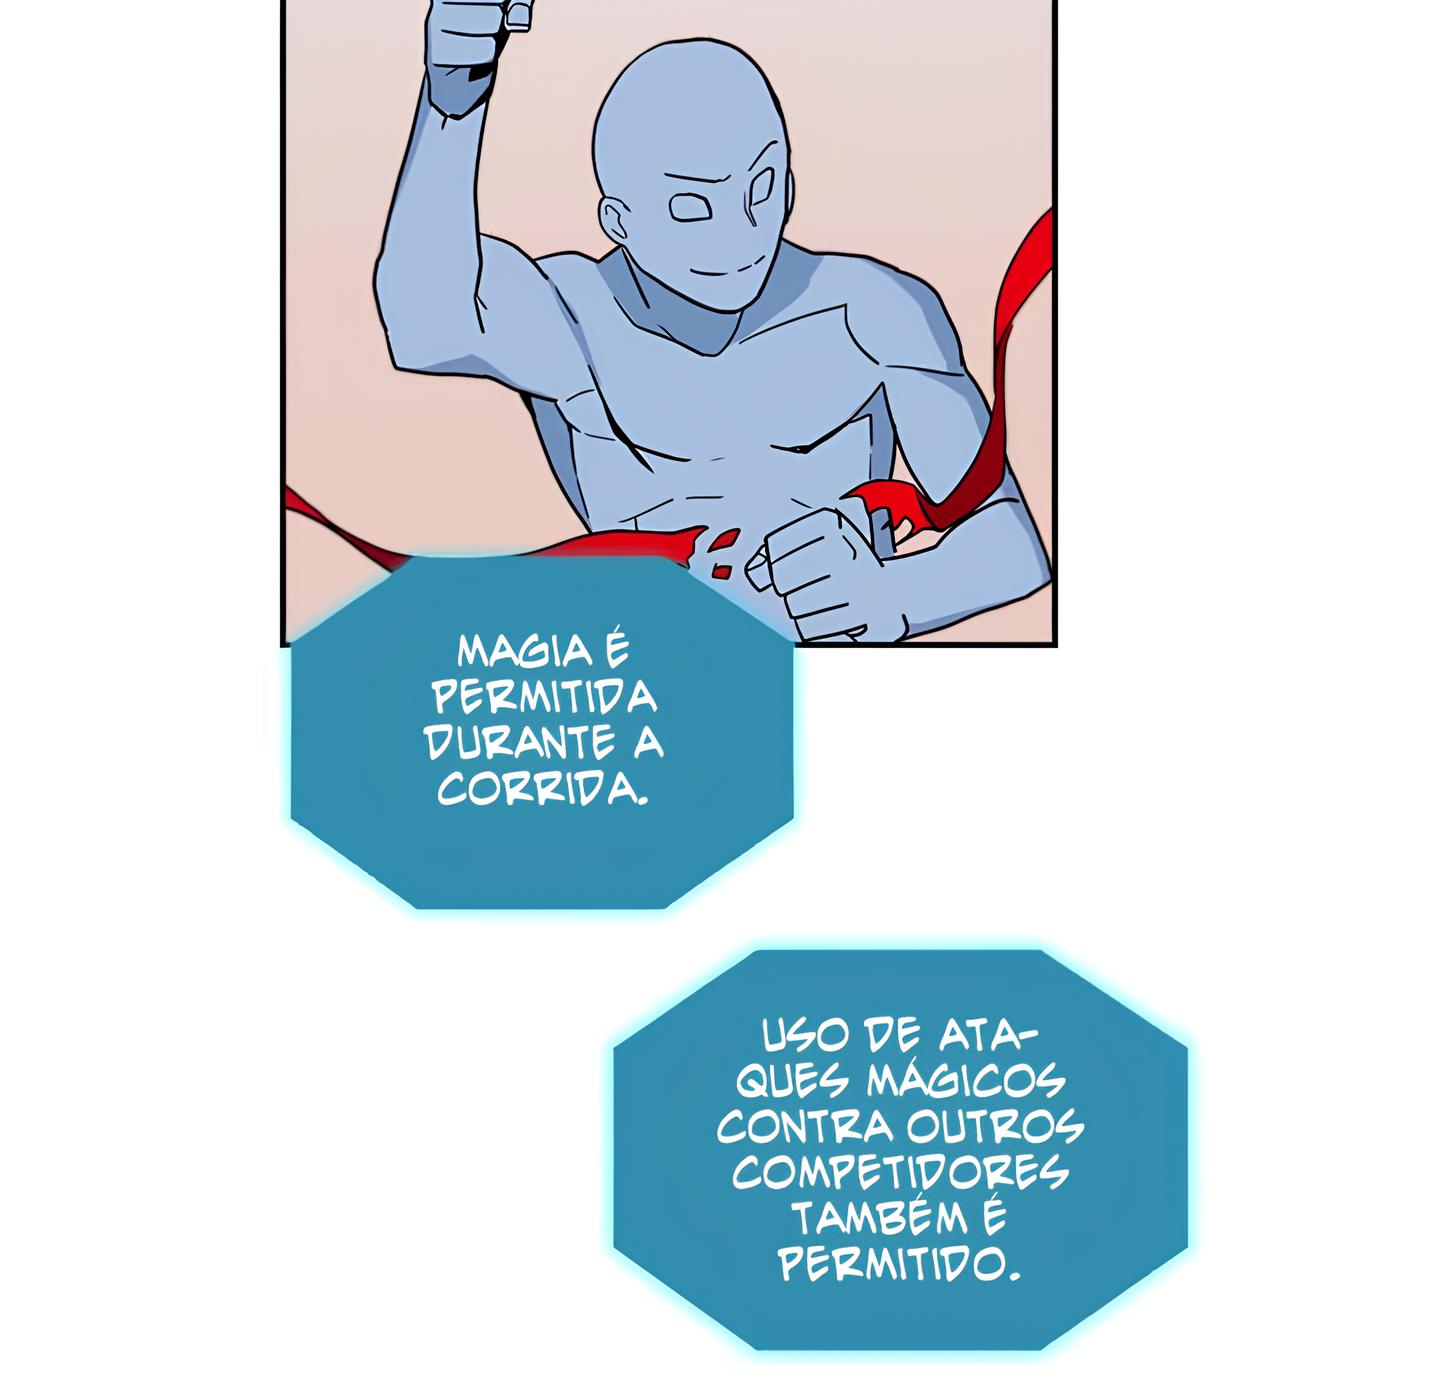 MAGIA É
PERMITIDA
DURANTE A
CORRIDA.
USO DE ATA-
QUES MÁGICOS
CONTRA OUTROS
COMPETIDORES
TAMBÉM É
PERMITIDO.